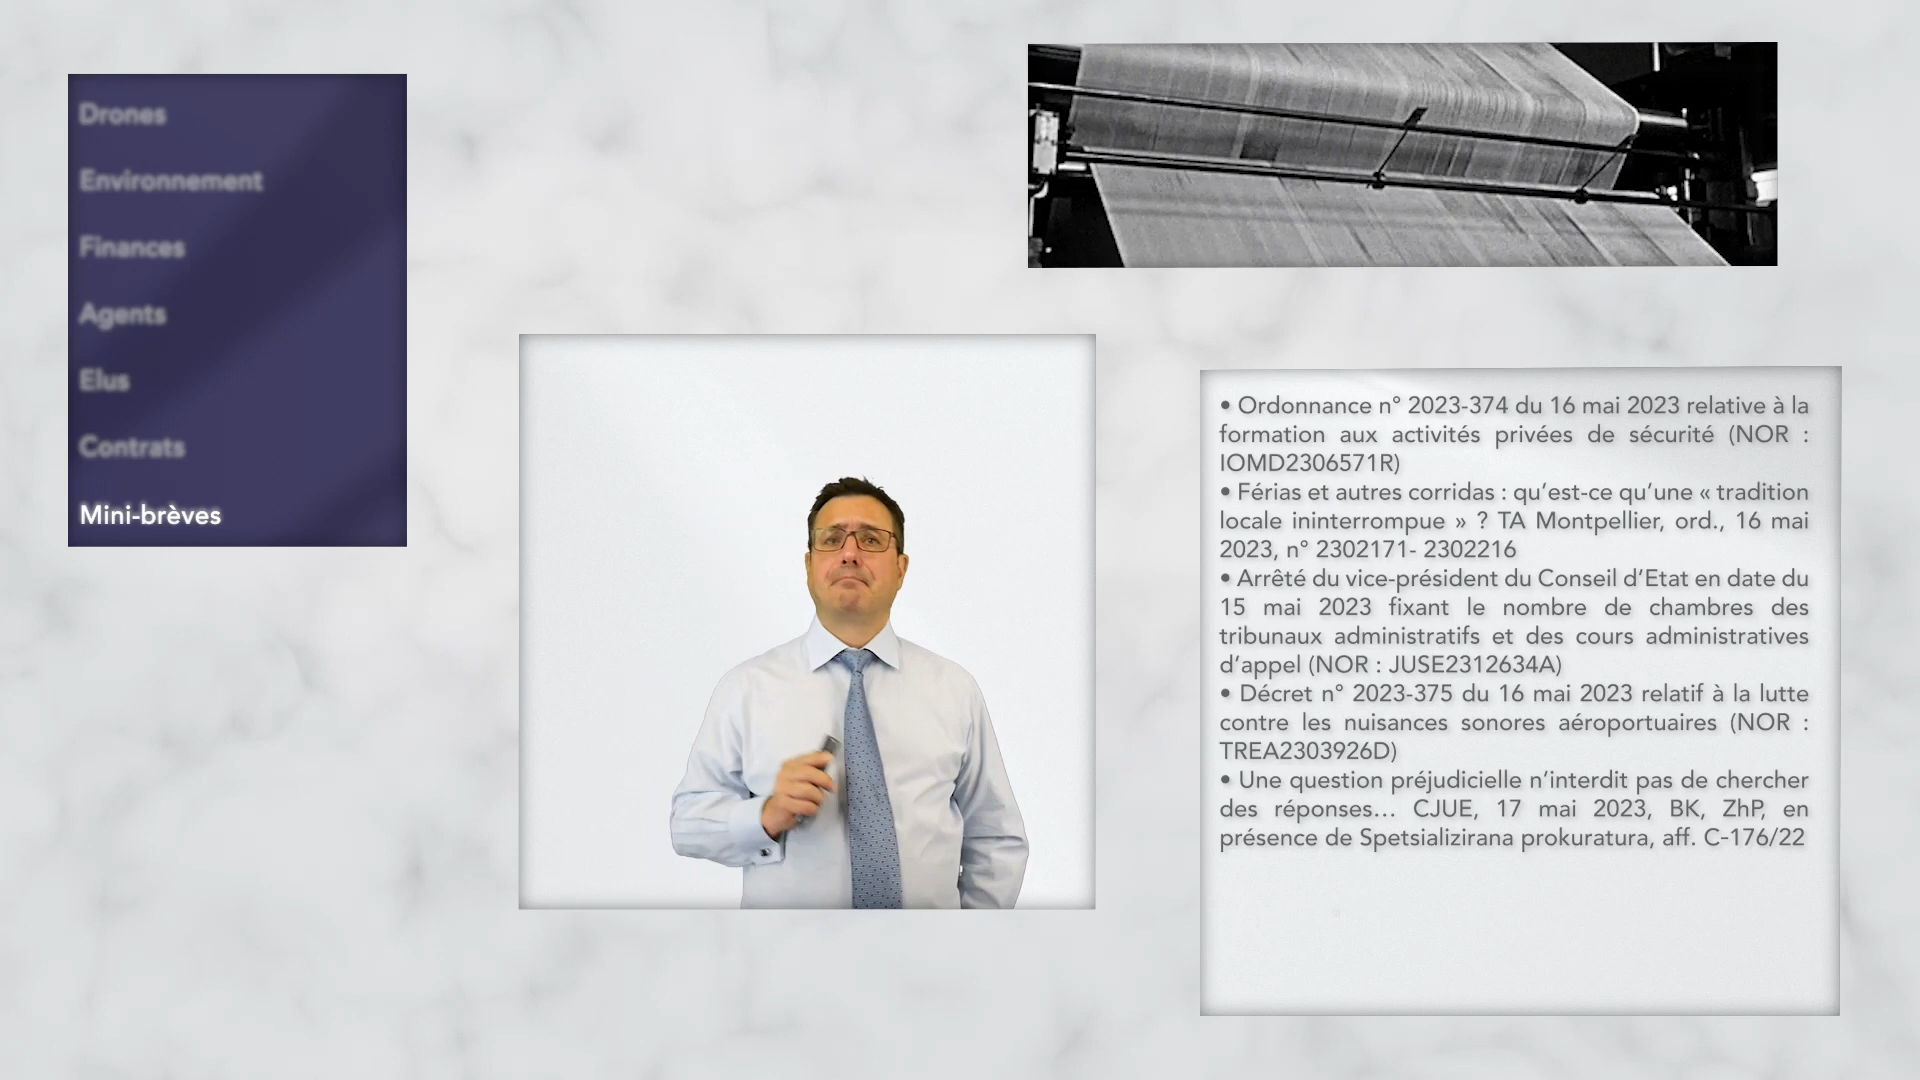 Drones
Environnement
Finances
Agents
Elus
Contrats
Mini-brèves
• Ordonnance n° 2023-374 du 16 mai 2023 relative à la
formation aux activités privées de sécurité (NOR :
IOMD2306571R)
• Férias et autres corridas : qu’est-ce qu’une « tradition
locale ininterrompue » ? TA Montpellier, ord., 16 mai
2023, n° 2302171- 2302216
• Arrêté du vice-président du Conseil d’Etat en date du
15 mai 2023 fixant le nombre de chambres des
tribunaux administratifs et des cours administratives
d’appel (NOR : JUSE2312634A)
• Décret n° 2023-375 du 16 mai 2023 relatif à la lutte
contre les nuisances sonores aéroportuaires (NOR :
TREA2303926D)
• Une question préjudicielle n’interdit pas de chercher
des réponses… CJUE, 17 mai 2023, BK, ZhP, en
présence de Spetsializirana prokuratura, aff. C-176/22